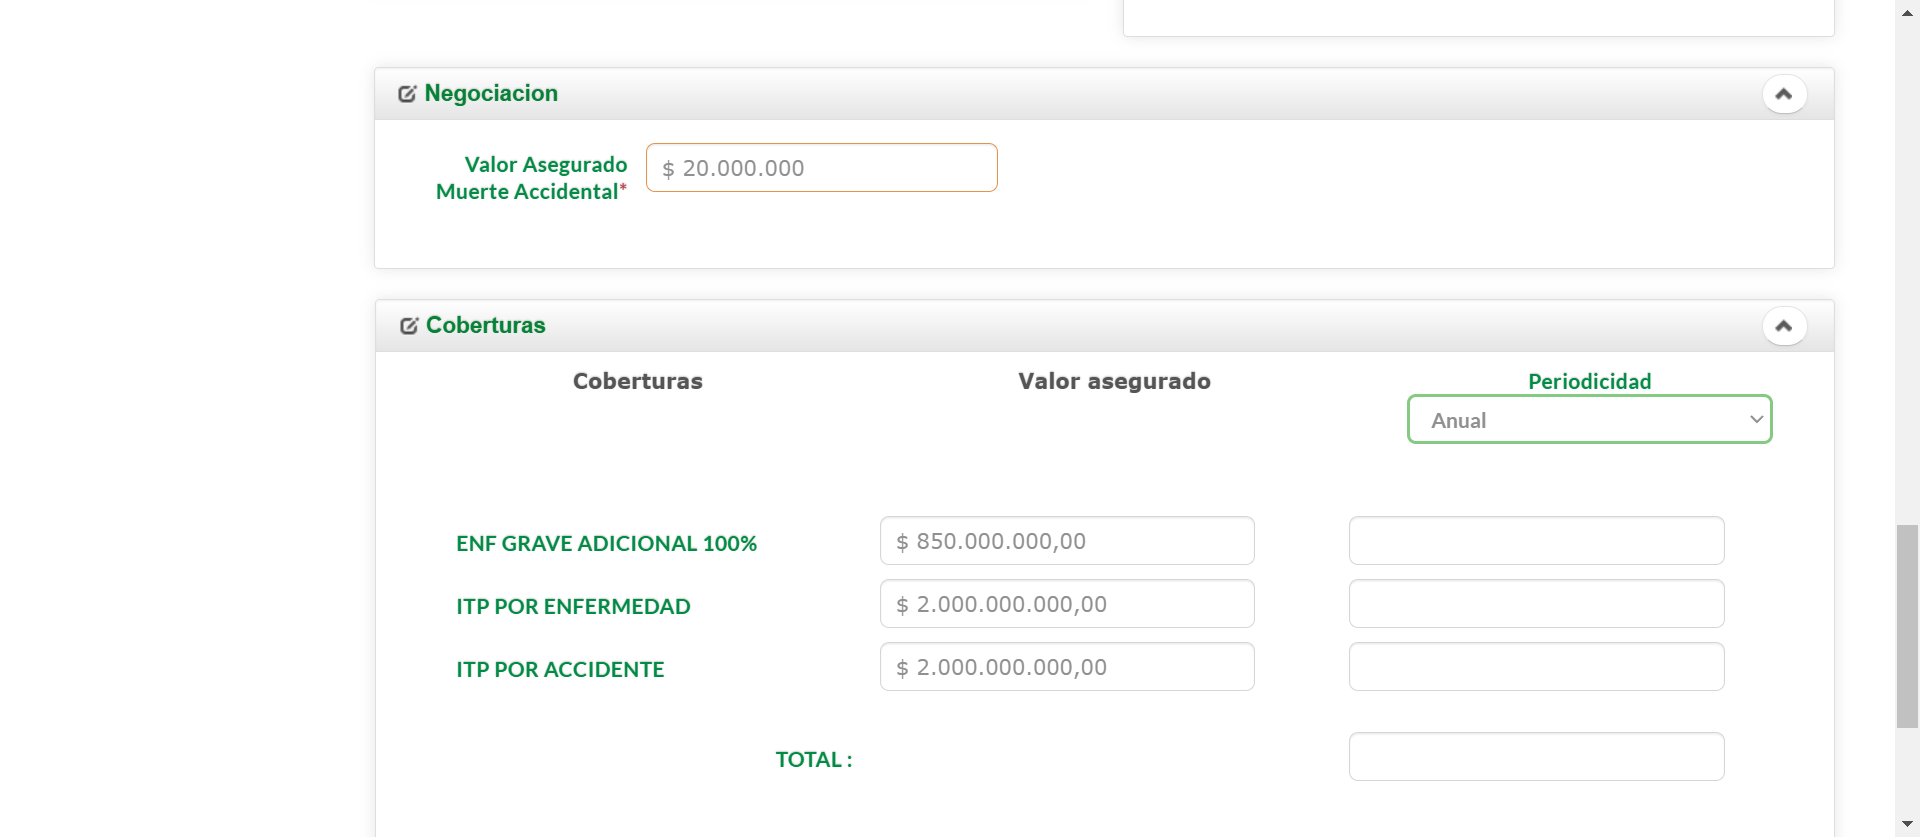 Negociacion
Valor Asegurado
Muerte Accidental*
$ 20.000.000
Coberturas
Coberturas
Valor asegurado
Periodicidad
Anual
ENF GRAVE ADICIONAL 100%
$ 850.000.000,00
ITP POR ENFERMEDAD
$ 2.000.000.000,00
ITP POR ACCIDENTE
$ 2.000.000.000,00
TOTAL :